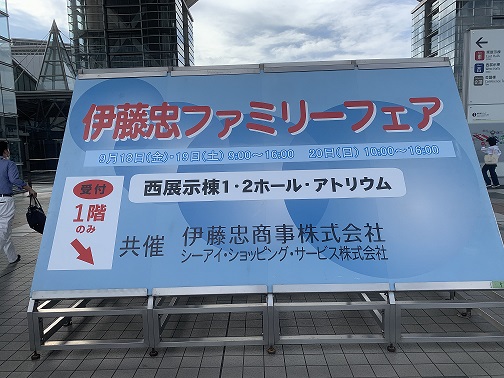 伊藤忠ファミリーフェア
9月18日(金)・19日(土) 9:00~16:00 20日(日) 10:00~16:00
受付
1階
のみ
西展示棟1・2ホール・アトリウム
共催 伊藤忠商事株式会社
シーアイ・ショッピング・サービス株式会社